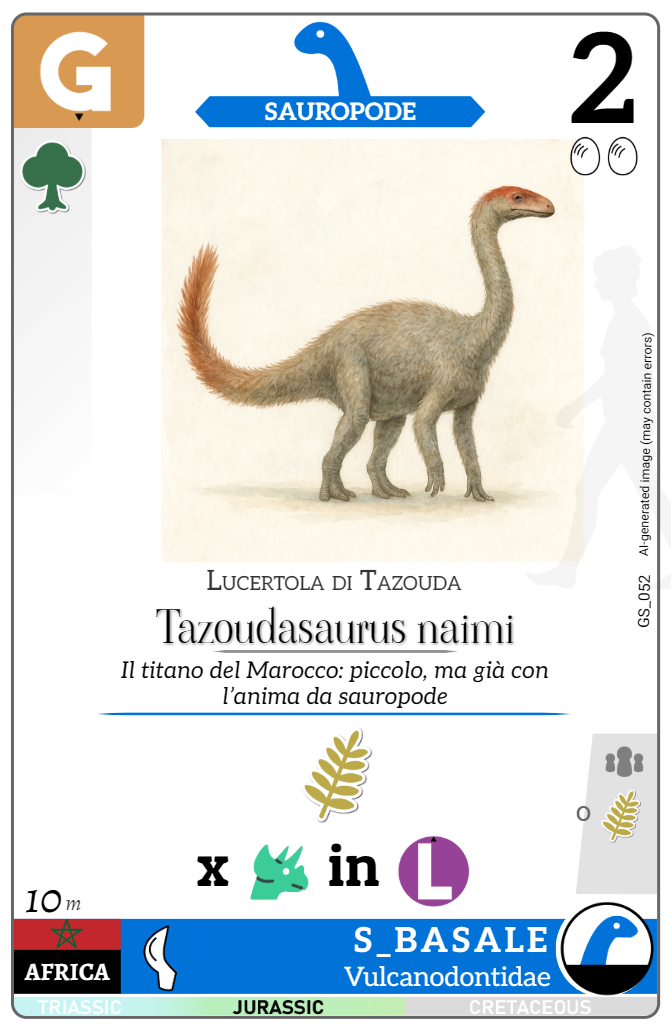 G
SAUROPODE
2
AI-generated image (may contain errors)
GS_052
Lucertola di Tazouda
Tazoudasaurus naimi
Il titano del Marocco: piccolo, ma già con
l'anima da sauropode
o
x in L
10 m
AFRICA
S_BASALE
Vulcanodontidae
TRIASSIC JURASSIC CRETACEOUS